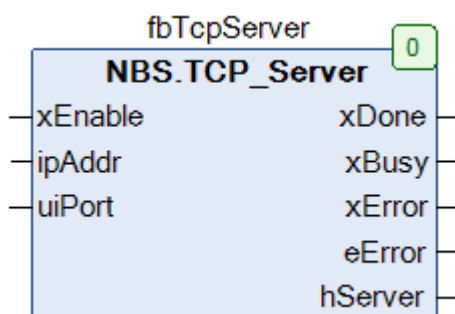 fbTcpServer
0
NBS.TCP_Server
xEnable xDone
ipAddr xBusy
uiPort xError
eError
hServer